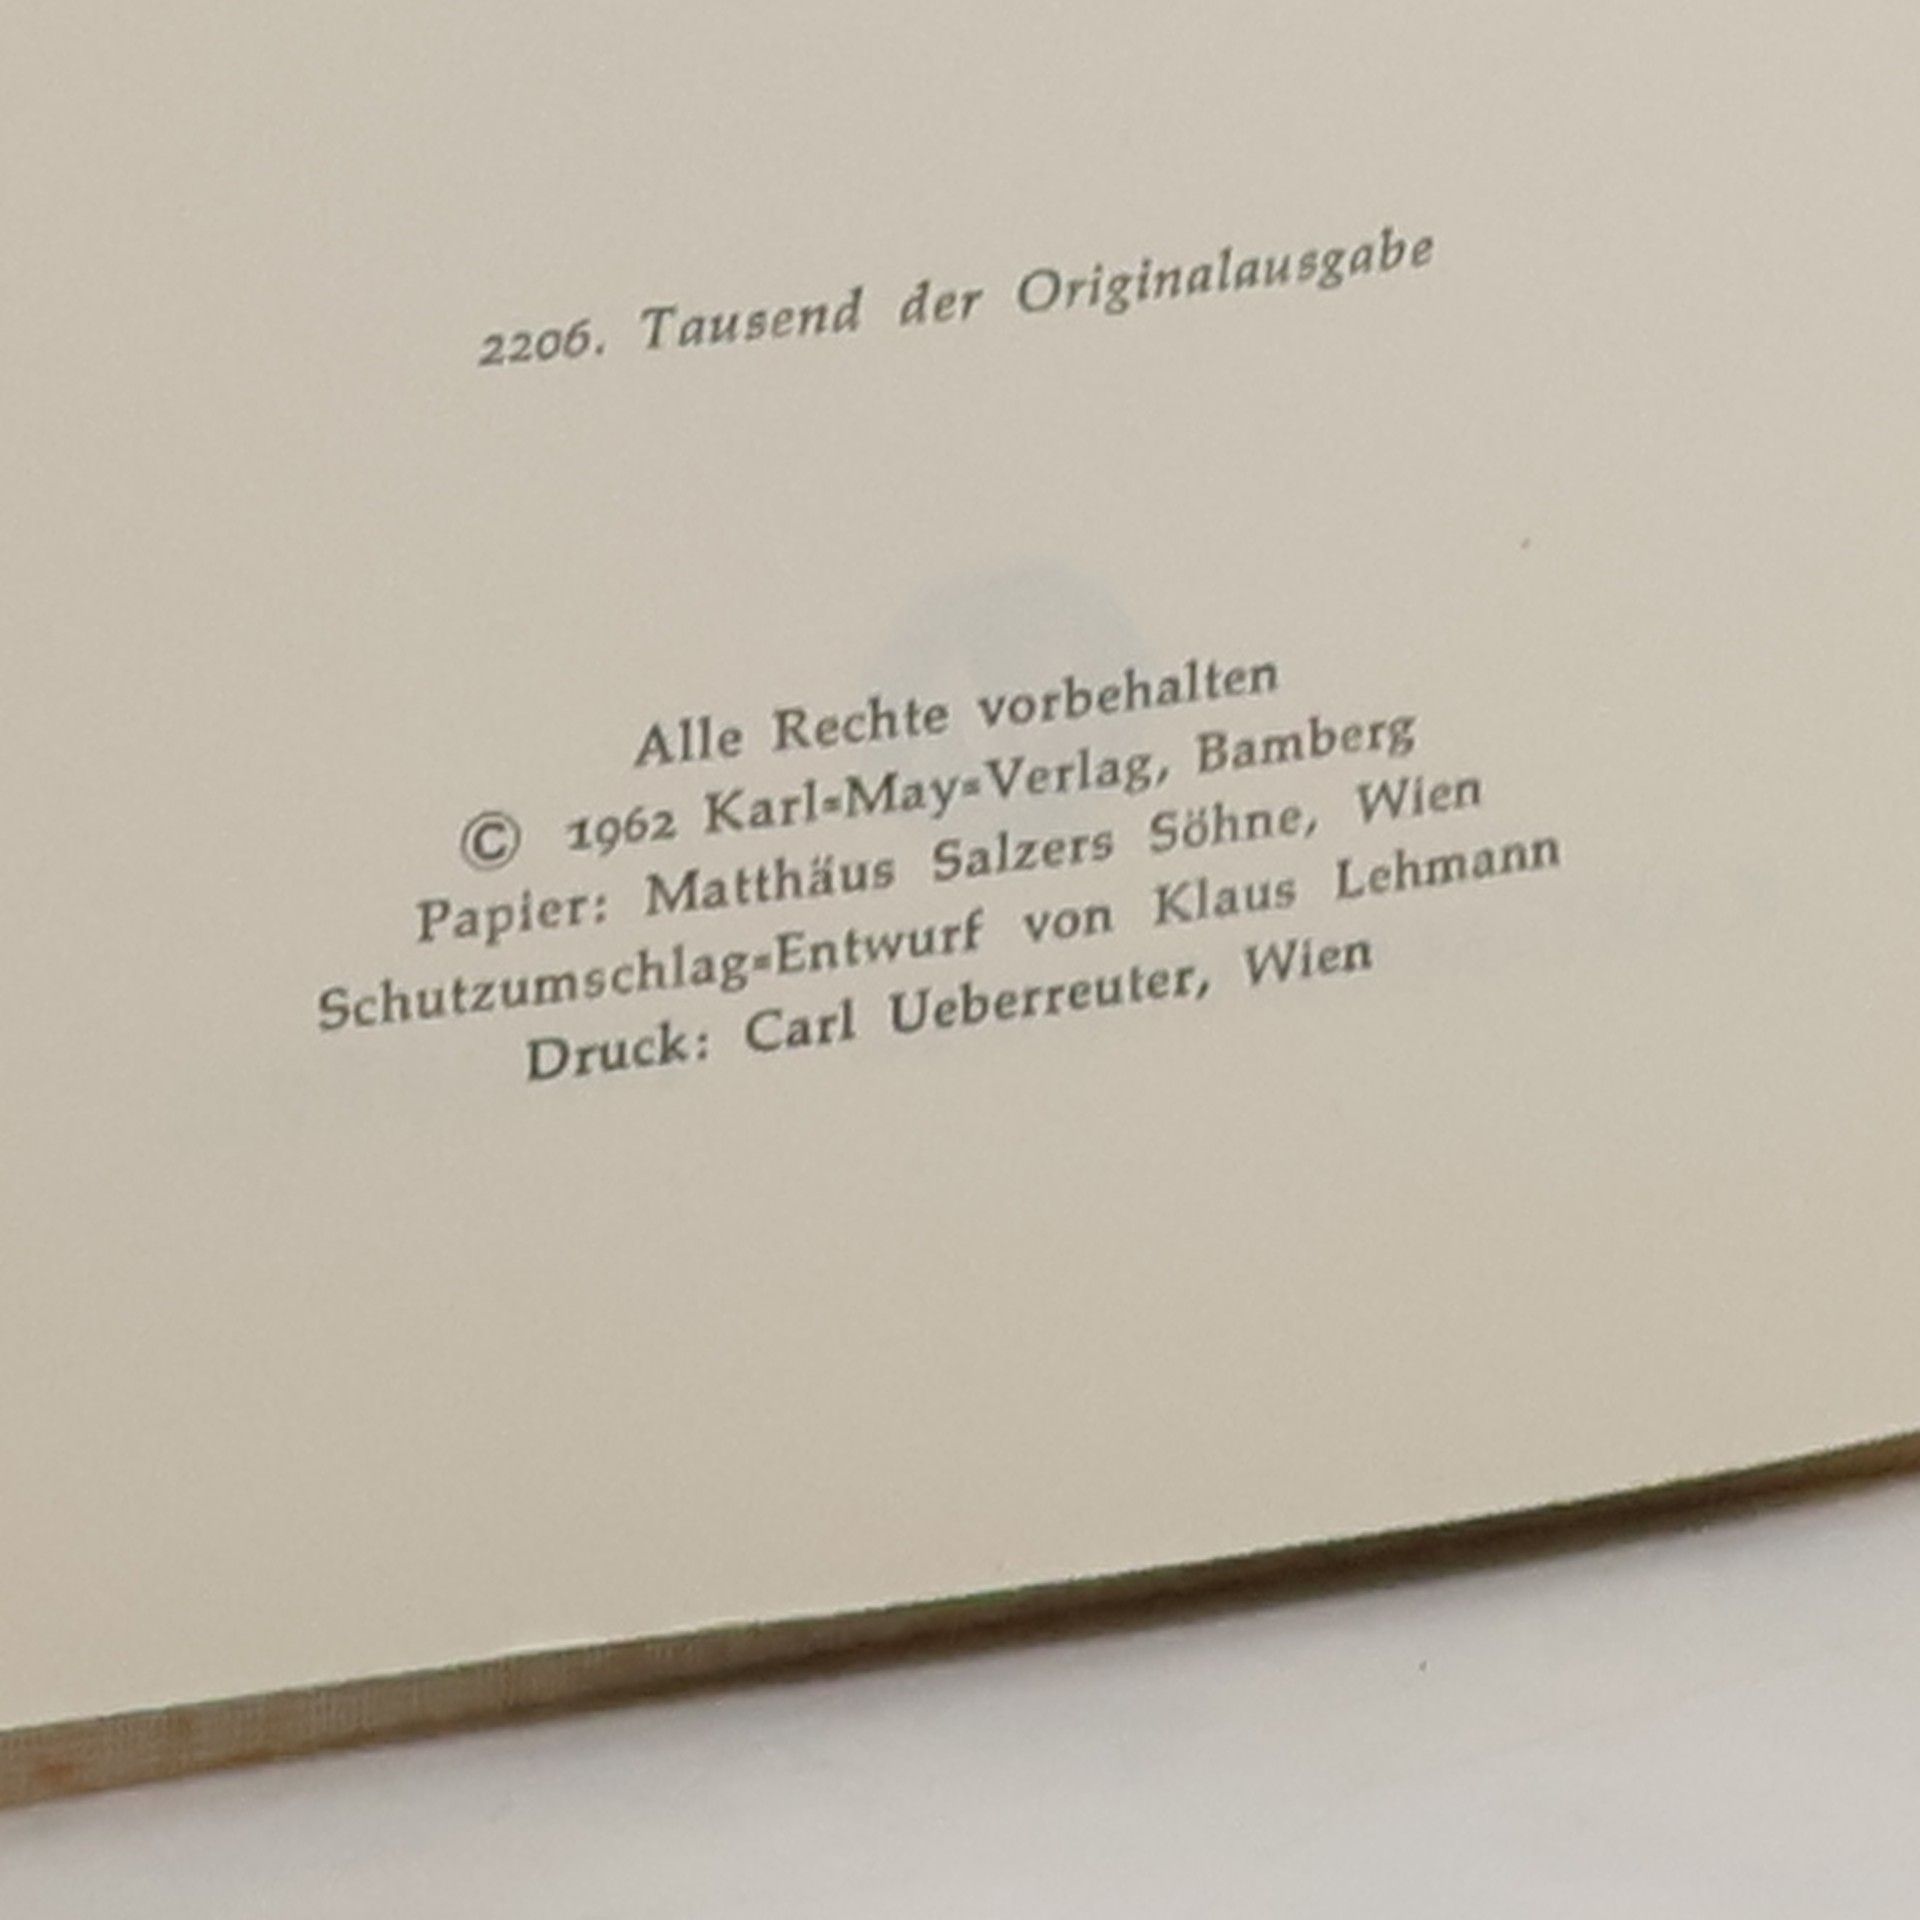 2206. Tausend der Originalausgabe
Alle Rechte vorbehalten
© 1962 Karl-May-Verlag, Bamberg
Papier: Matthäus Salzers Söhne, Wien
Schutzumschlag-Entwurf von Klaus Lehmann
Druck: Carl Ueberreuter, Wien